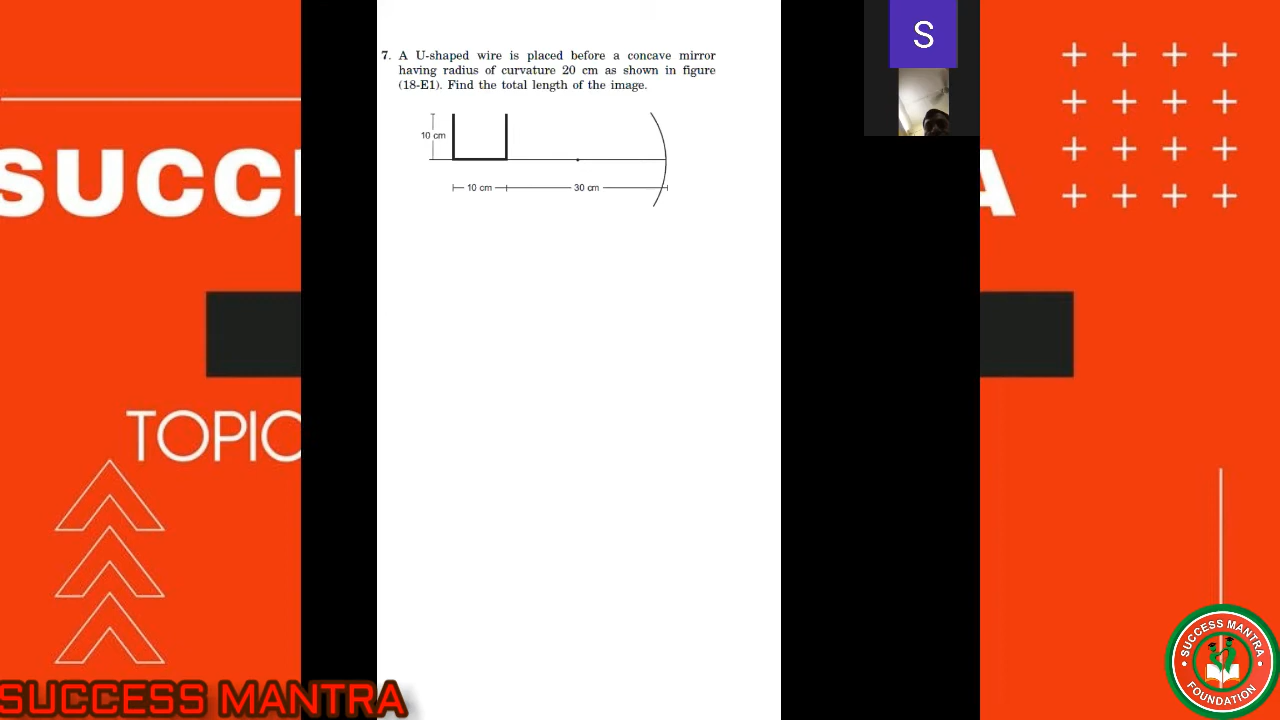 S
7. A U-shaped wire is placed before a concave mirror
having radius of curvature 20 cm as shown in figure
(18-E1). Find the total length of the image.
10 cm
10 cm
30 cm
SUCC
A
TOPIC
SUCCESS MANTRA
SUCCESS MANTRA
FOUNDATION